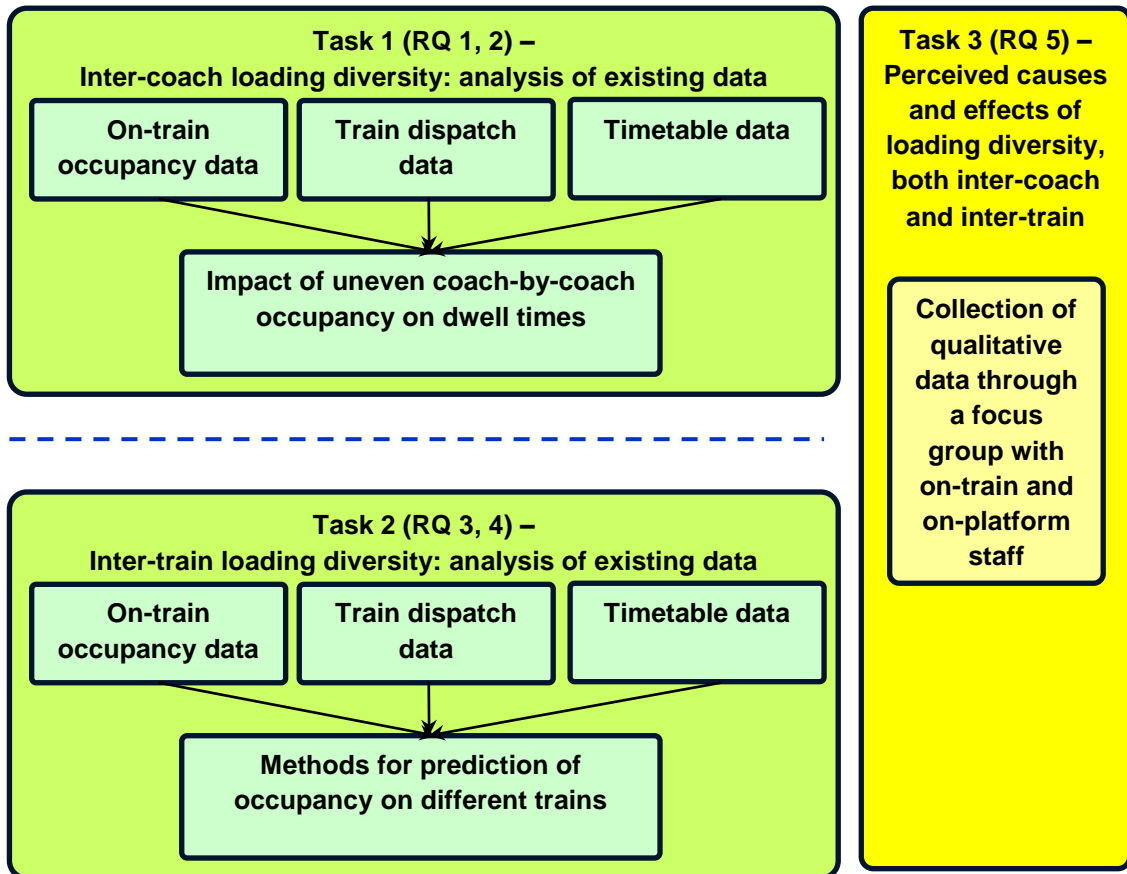 Task 1 (RQ 1, 2) –
Inter-coach loading diversity: analysis of existing data
On-train
occupancy data
Train dispatch
data
Timetable data
Impact of uneven coach-by-coach
occupancy on dwell times
Task 2 (RQ 3, 4) –
Inter-train loading diversity: analysis of existing data
On-train
occupancy data
Train dispatch
data
Timetable data
Methods for prediction of
occupancy on different trains
Task 3 (RQ 5) –
Perceived causes
and effects of
loading diversity,
both inter-coach
and inter-train
Collection of
qualitative
data through
a focus
group with
on-train and
on-platform
staff